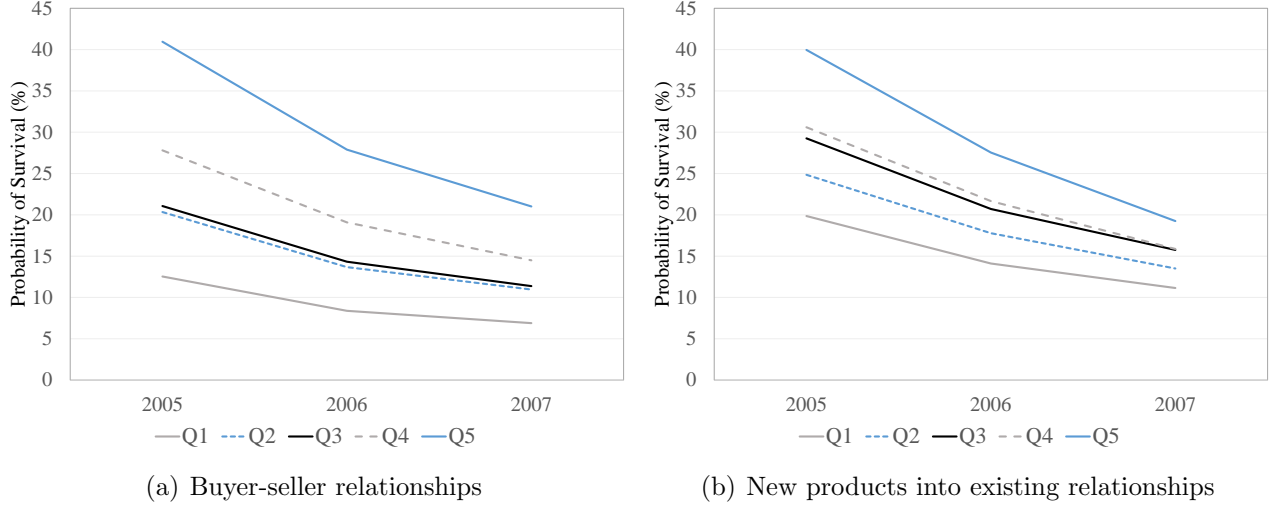 Probability of Survival (%)
45
40
35
30
25
20
15
10
5
0
2005 2006 2007
Q1 Q2 Q3 Q4 Q5
(a) Buyer-seller relationships
Probability of Survival (%)
45
40
35
30
25
20
15
10
5
0
2005 2006 2007
Q1 Q2 Q3 Q4 Q5
(b) New products into existing relationships